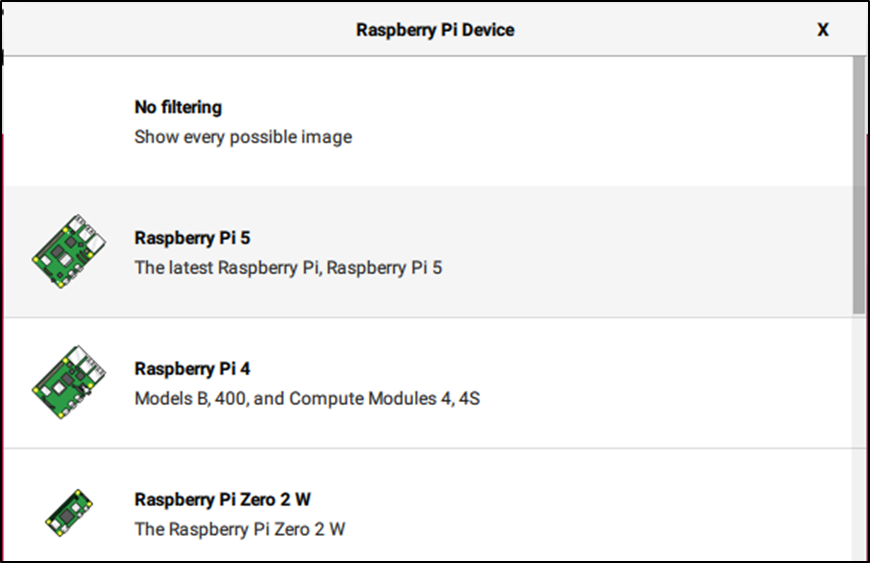 Raspberry Pi Device
X
No filtering
Show every possible image
Raspberry Pi 5
The latest Raspberry Pi, Raspberry Pi 5
Raspberry Pi 4
Models B, 400, and Compute Modules 4, 4S
Raspberry Pi Zero 2 W
The Raspberry Pi Zero 2 W